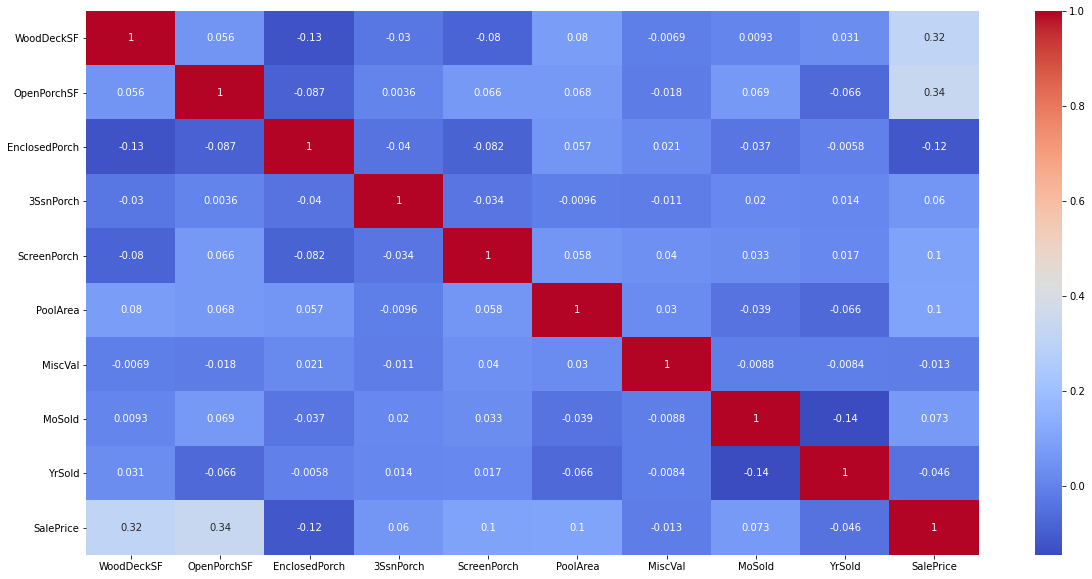 WoodDeckSF 1 0.056 -0.13 -0.03 -0.08 0.08 -0.0069 0.0093 0.031 0.32
OpenPorchSF 0.056 1 -0.087 0.0036 0.066 0.068 -0.018 0.069 -0.066 0.34
EnclosedPorch -0.13 -0.087 1 -0.04 -0.082 0.057 0.021 -0.037 -0.0058 -0.12
3SsnPorch -0.03 0.0036 -0.04 1 -0.034 -0.0096 -0.011 0.02 0.014 0.06
ScreenPorch -0.08 0.066 -0.082 -0.034 1 0.058 0.04 0.033 0.017 0.1
PoolArea 0.08 0.068 0.057 -0.0096 0.058 1 0.03 -0.039 -0.066 0.1
MiscVal -0.0069 -0.018 0.021 -0.011 0.04 0.03 1 -0.0088 -0.0084 -0.013
MoSold 0.0093 0.069 -0.037 0.02 0.033 -0.039 -0.0088 1 -0.14 0.073
YrSold 0.031 -0.066 -0.0058 0.014 0.017 -0.066 -0.0084 -0.14 1 -0.046
SalePrice 0.32 0.34 -0.12 0.06 0.1 0.1 -0.013 0.073 -0.046 1
WoodDeckSF OpenPorchSF EnclosedPorch 3SsnPorch ScreenPorch PoolArea MiscVal MoSold YrSold SalePrice
1.0
0.8
0.6
0.4
0.2
0.0